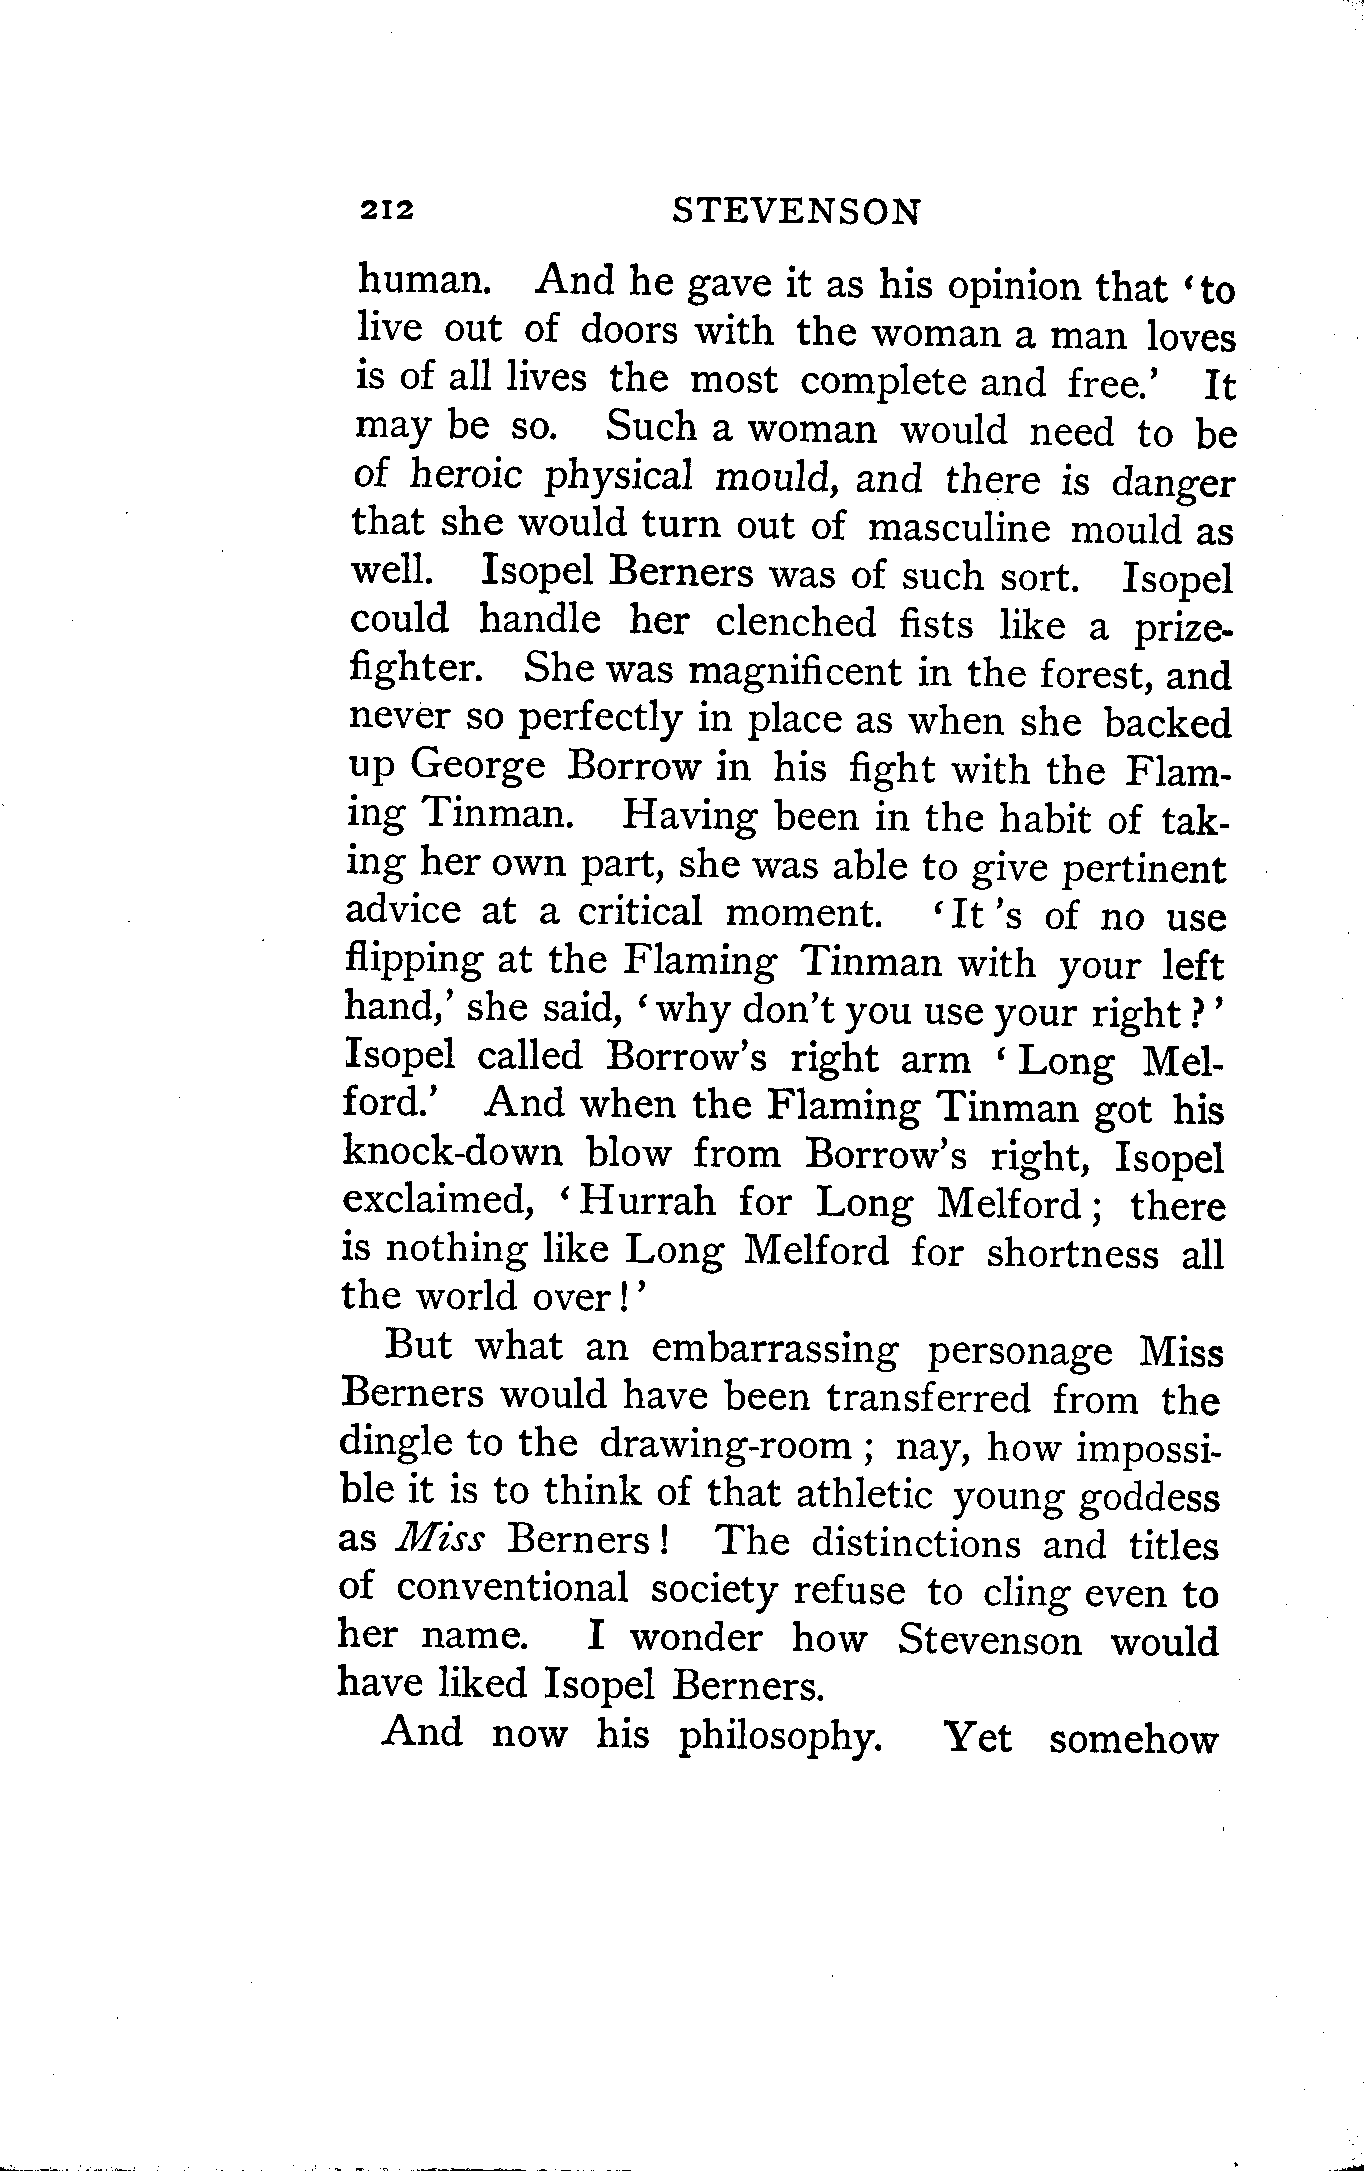 212 STEVENSON
human. And he gave it as his opinion that ‘to
live out of doors with the woman a man loves
is of all lives the most complete and free.’ It
may be so. Such a woman would need to be
of heroic physical mould, and there is danger
that she would turn out of masculine mould as
well. Isopel Berners was of such sort. Isopel
could handle her clenched fists like a prize-
fighter. She was magnificent in the forest, and
never so perfectly in place as when she backed
up George Borrow in his fight with the Flam-
ing Tinman. Having been in the habit of tak-
ing her own part, she was able to give pertinent
advice at a critical moment. ‘It ’s of no use
flipping at the Flaming Tinman with your left
hand,’ she said, ‘why don’t you use your right?’
Isopel called Borrow’s right arm ‘Long Mel-
ford.’ And when the Flaming Tinman got his
knock-down blow from Borrow’s right, Isopel
exclaimed, ‘Hurrah for Long Melford; there
is nothing like Long Melford for shortness all
the world over!’
But what an embarrassing personage Miss
Berners would have been transferred from the
dingle to the drawing-room; nay, how impossi-
ble it is to think of that athletic young goddess
as Miss Berners! The distinctions and titles
of conventional society refuse to cling even to
her name. I wonder how Stevenson would
have liked Isopel Berners.
And now his philosophy. Yet somehow